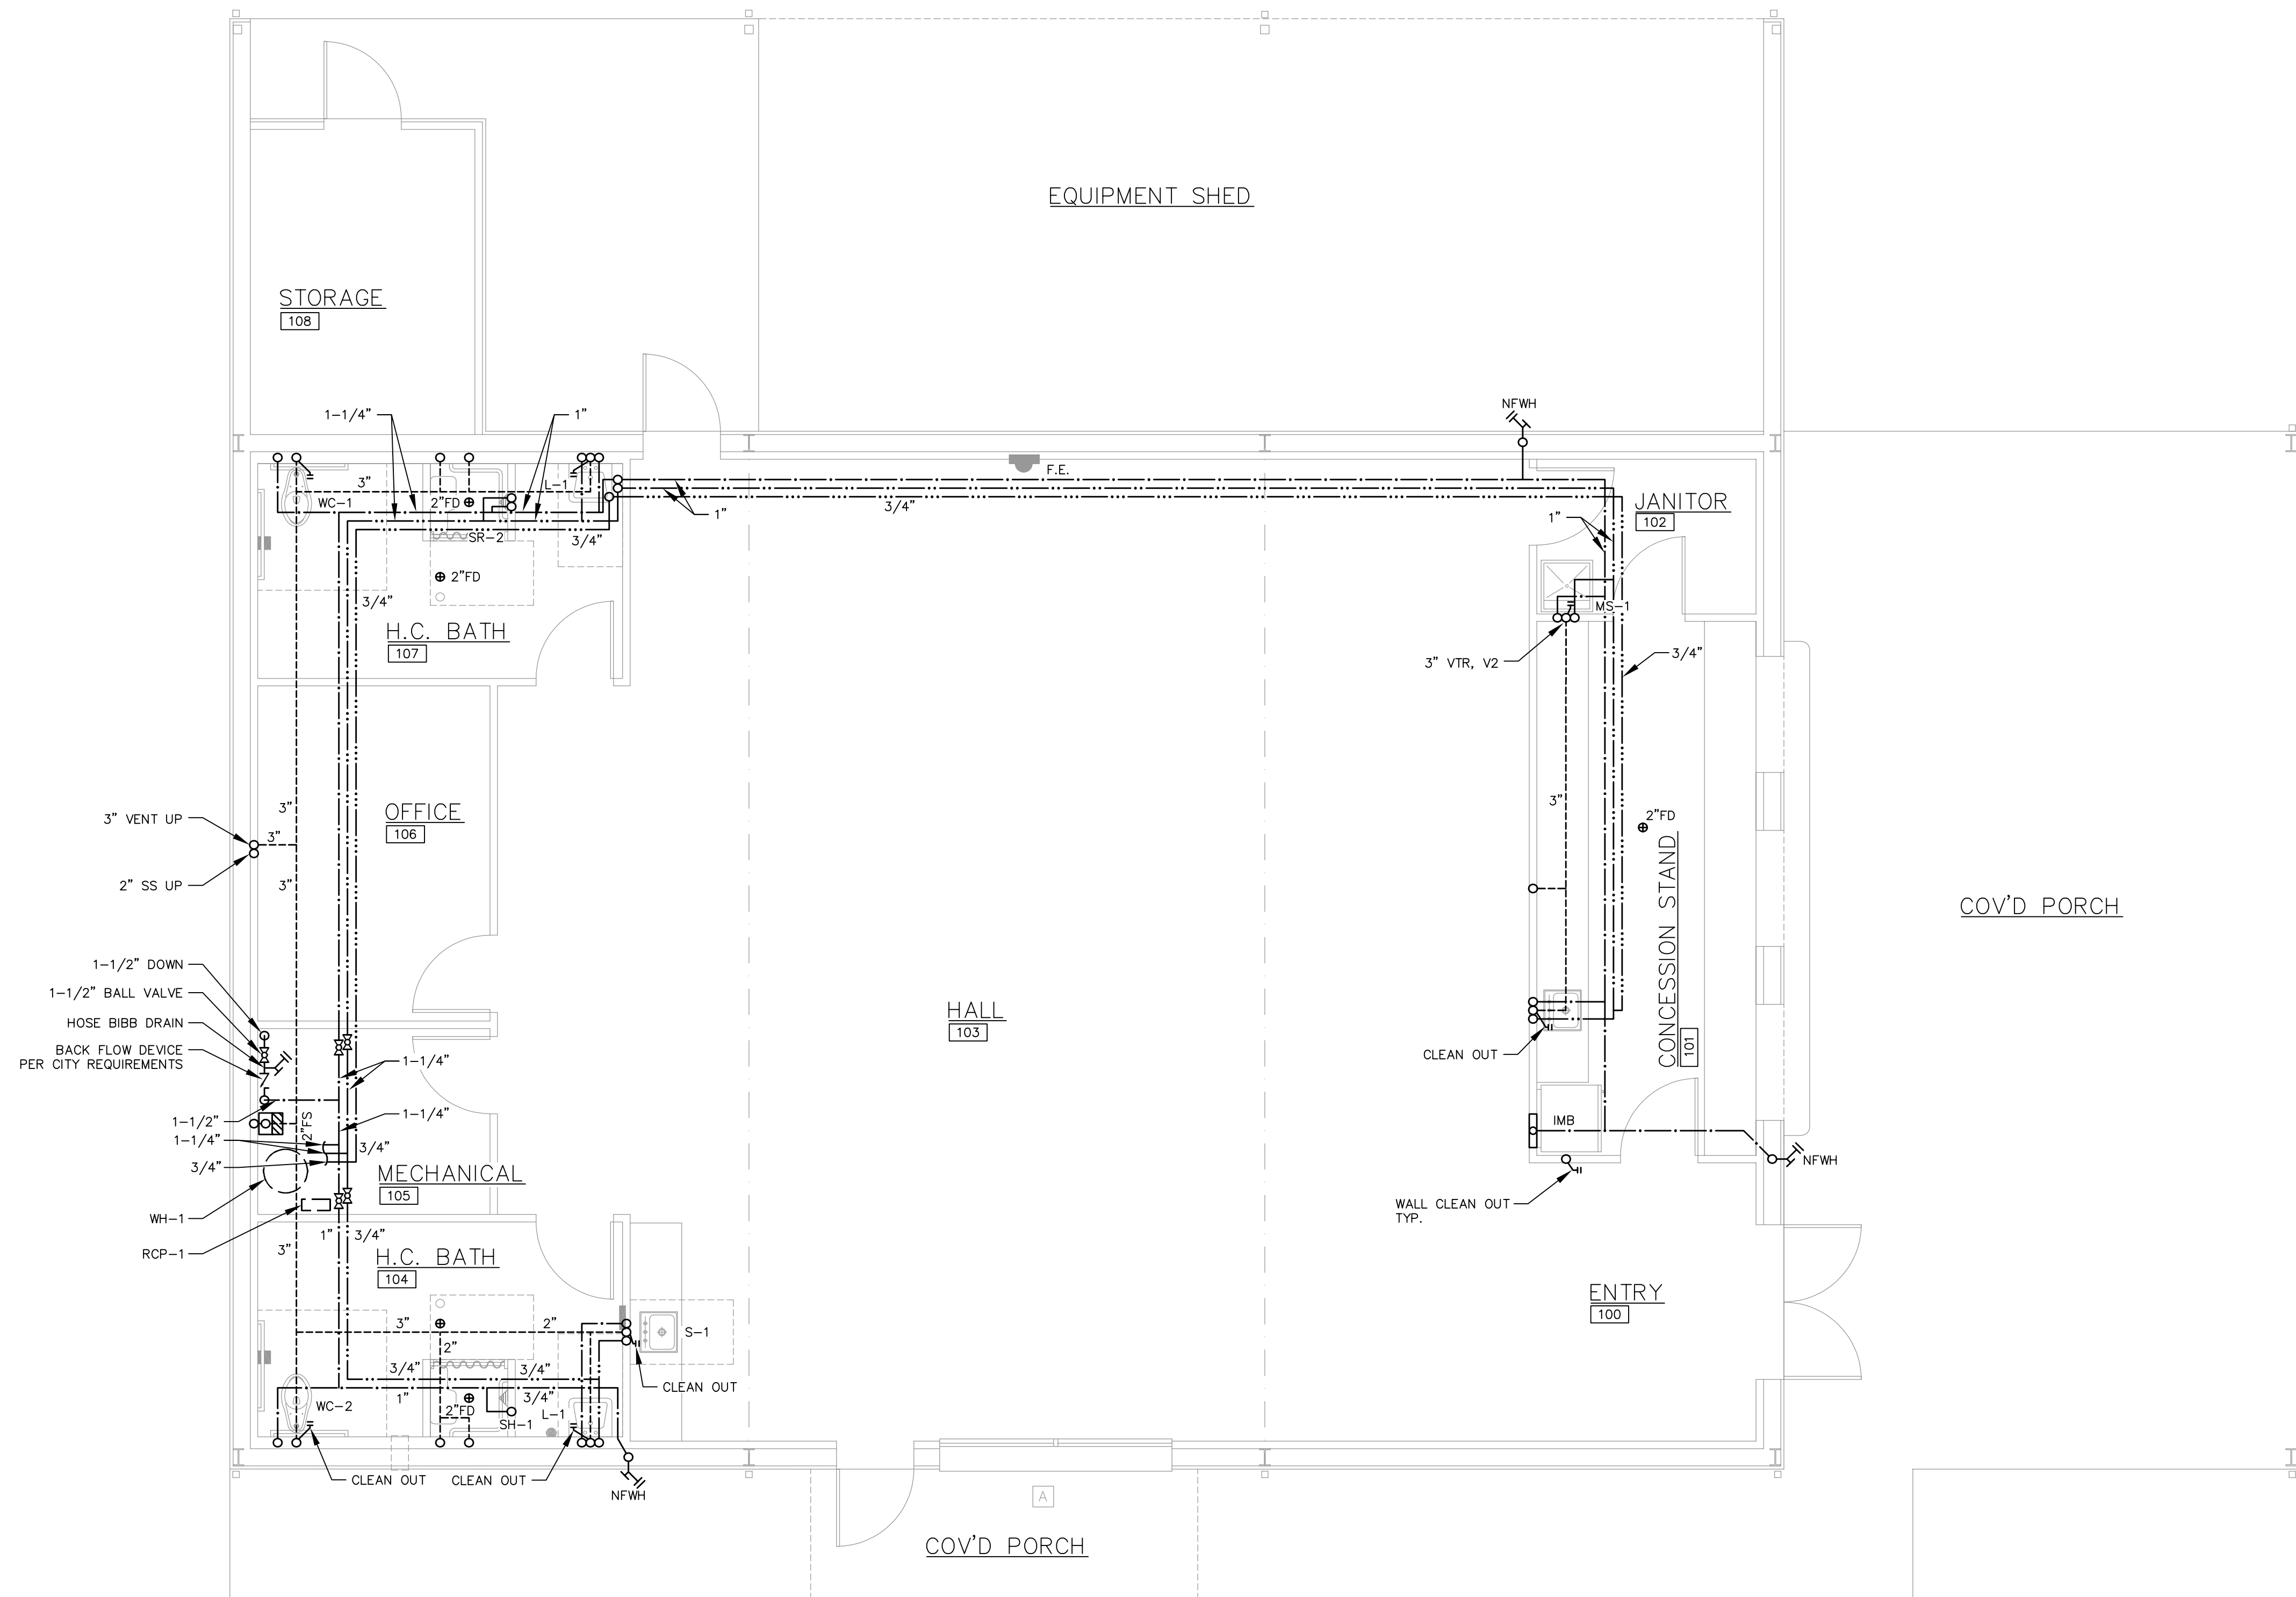 EQUIPMENT SHED
STORAGE
108
1-1/4"
1"
NFWH
F.E.
3"
WC-1
2"FD
L-1
SR-2
3/4"
1"
3/4"
JANITOR
102
1"
2"FD
3/4"
MS-1
H.C. BATH
107
3" VTR, V2
3/4"
3"
OFFICE
106
3" VENT UP
3"
3"
2" SS UP
3"
2"FD
CONCESSION STAND
101
COV'D PORCH
1-1/2" DOWN
1-1/2" BALL VALVE
HOSE BIBB DRAIN
BACK FLOW DEVICE
PER CITY REQUIREMENTS
HALL
103
1-1/4"
CLEAN OUT
1-1/2"
1-1/4"
3/4"
2"FS
1-1/4"
3/4"
IMB
NFWH
MECHANICAL
105
WALL CLEAN OUT
TYP.
WH-1
RCP-1
1"
3/4"
3"
H.C. BATH
104
ENTRY
100
3"
2"
2"
S-1
3/4"
3/4"
1"
3/4"
CLEAN OUT
WC-2
2"FD
SH-1
L-1
CLEAN OUT
CLEAN OUT
NFWH
A
COV'D PORCH